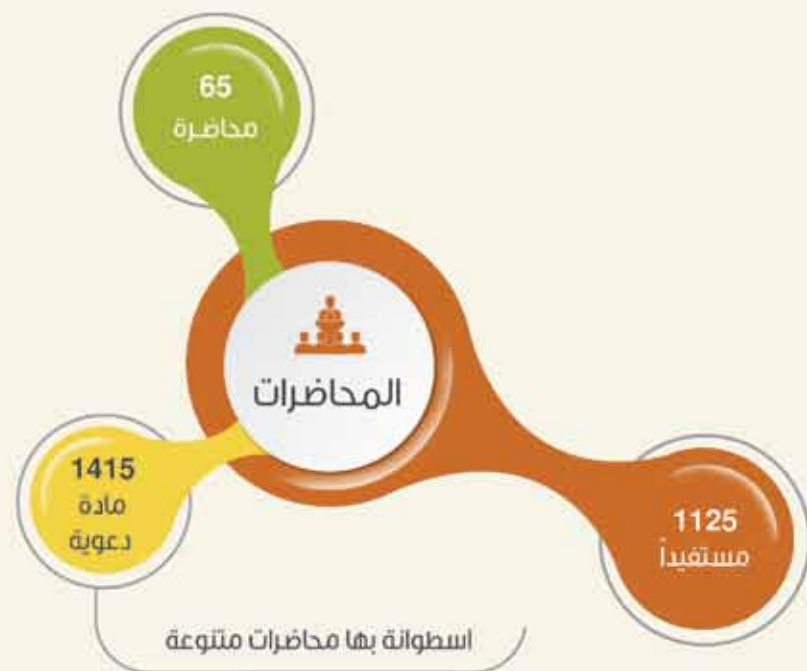 65
محاضرة
المحاضرات
1415
مادة
دعوية
1125
مستفيداً
اسطوانة بها محاضرات متنوعة